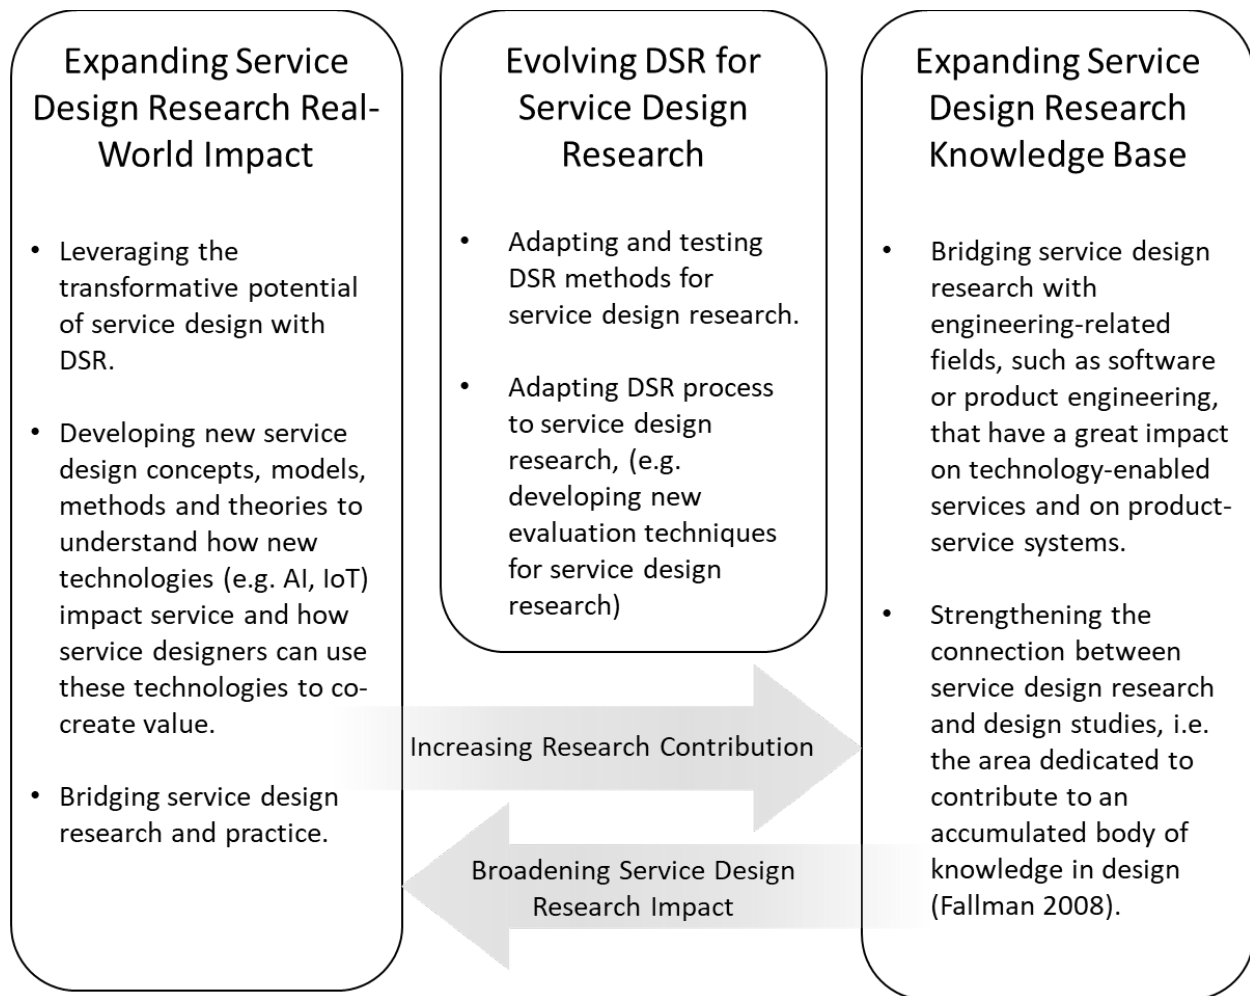 Expanding Service
Design Research Real-
World Impact
• Leveraging the
transformative potential
of service design with
DSR.
• Developing new service
design concepts, models,
methods and theories to
understand how new
technologies (e.g. AI, IoT)
impact service and how
service designers can use
these technologies to co-
create value.
• Bridging service design
research and practice.
Evolving DSR for
Service Design
Research
• Adapting and testing
DSR methods for
service design research.
• Adapting DSR process
to service design
research, (e.g.
developing new
evaluation techniques
for service design
research)
Expanding Service
Design Research
Knowledge Base
• Bridging service design
research with
engineering-related
fields, such as software
or product engineering,
that have a great impact
on technology-enabled
services and on product-
service systems.
• Strengthening the
connection between
service design research
and design studies, i.e.
the area dedicated to
contribute to an
accumulated body of
knowledge in design
(Fallman 2008).
Increasing Research Contribution
Broadening Service Design
Research Impact